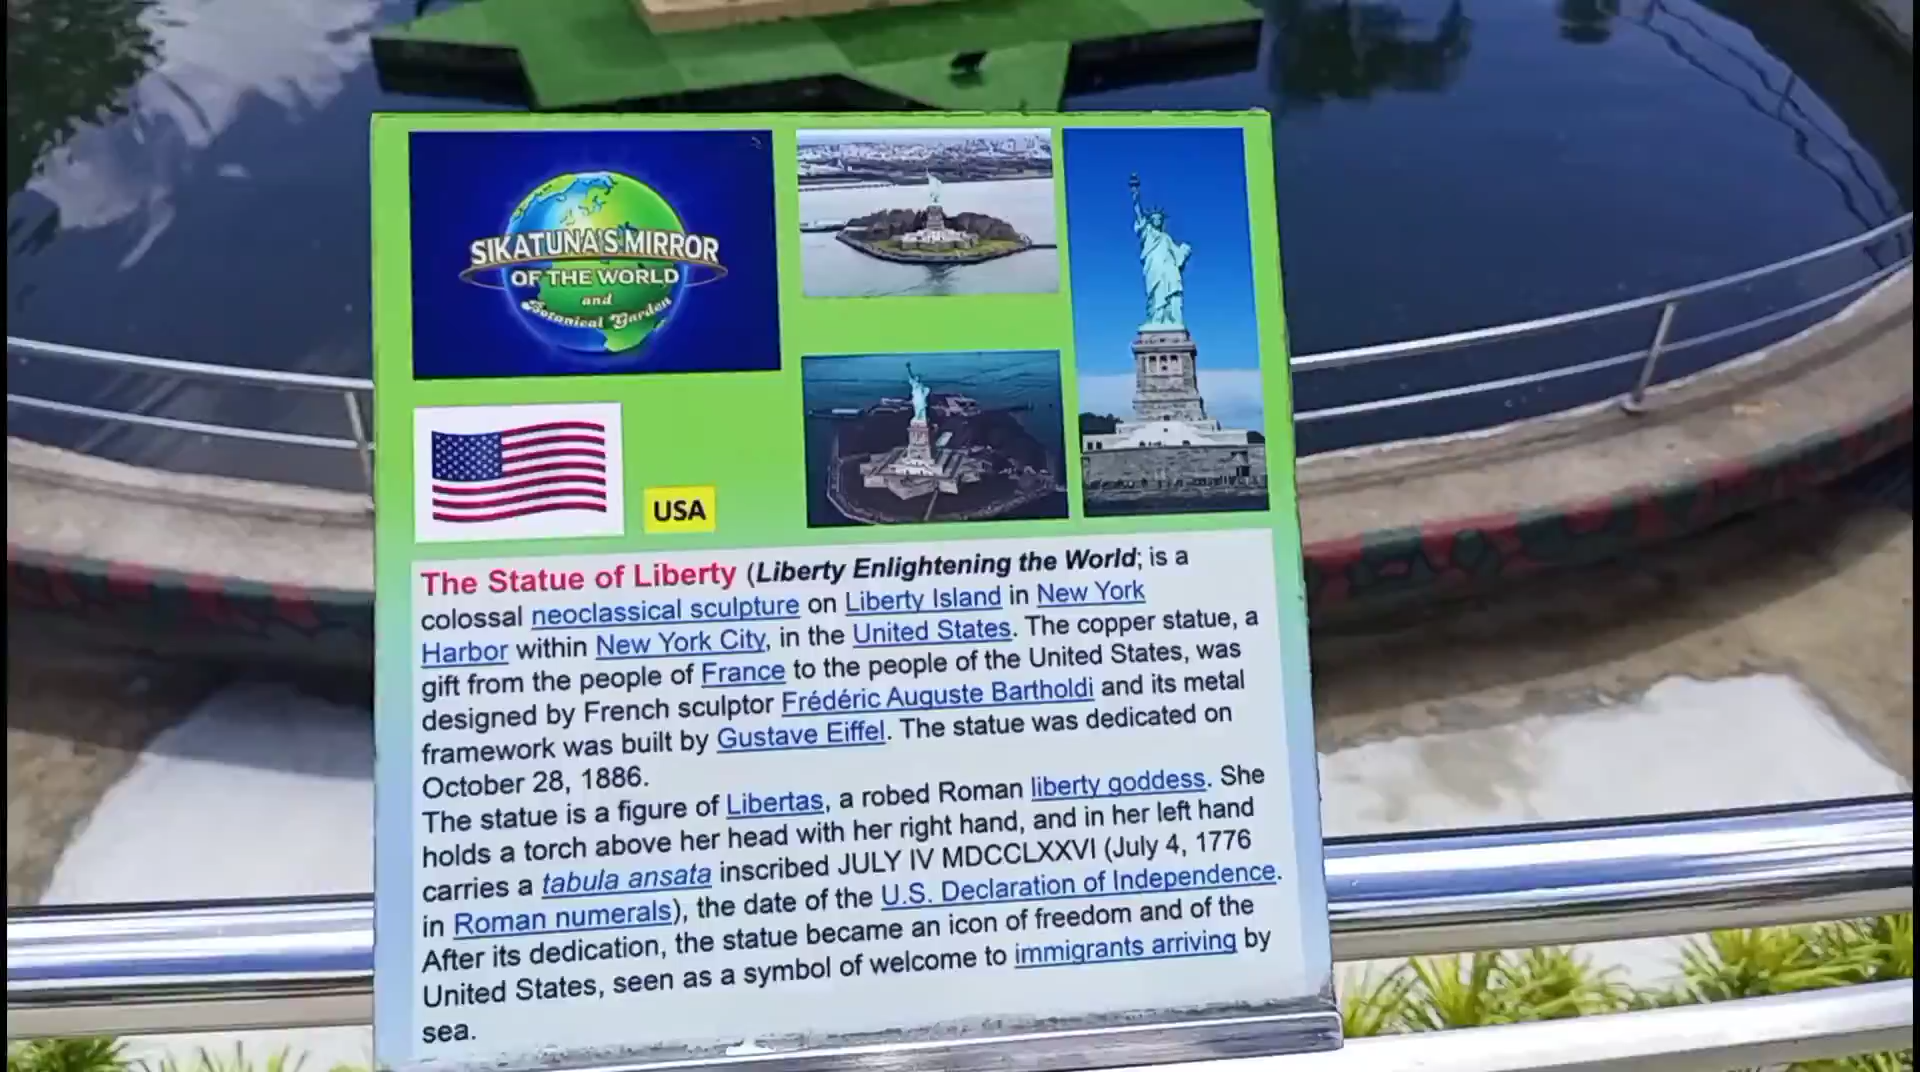 SIKATUNA'S MIRROR
OF THE WORLD
and
Botanical Garden
USA
The Statue of Liberty (Liberty Enlightening the World; is a
colossal neoclassical sculpture on Liberty Island in New York
Harbor within New York City, in the United States. The copper statue, a
gift from the people of France to the people of the United States, was
designed by French sculptor Frédéric Auguste Bartholdi and its metal
framework was built by Gustave Eiffel. The statue was dedicated on
October 28, 1886.
The statue is a figure of Libertas, a robed Roman liberty goddess. She
holds a torch above her head with her right hand, and in her left hand
carries a tabula ansata inscribed JULY IV MDCCLXXVI (July 4, 1776
in Roman numerals), the date of the U.S. Declaration of Independence.
After its dedication, the statue became an icon of freedom and of the
United States, seen as a symbol of welcome to immigrants arriving by
sea.